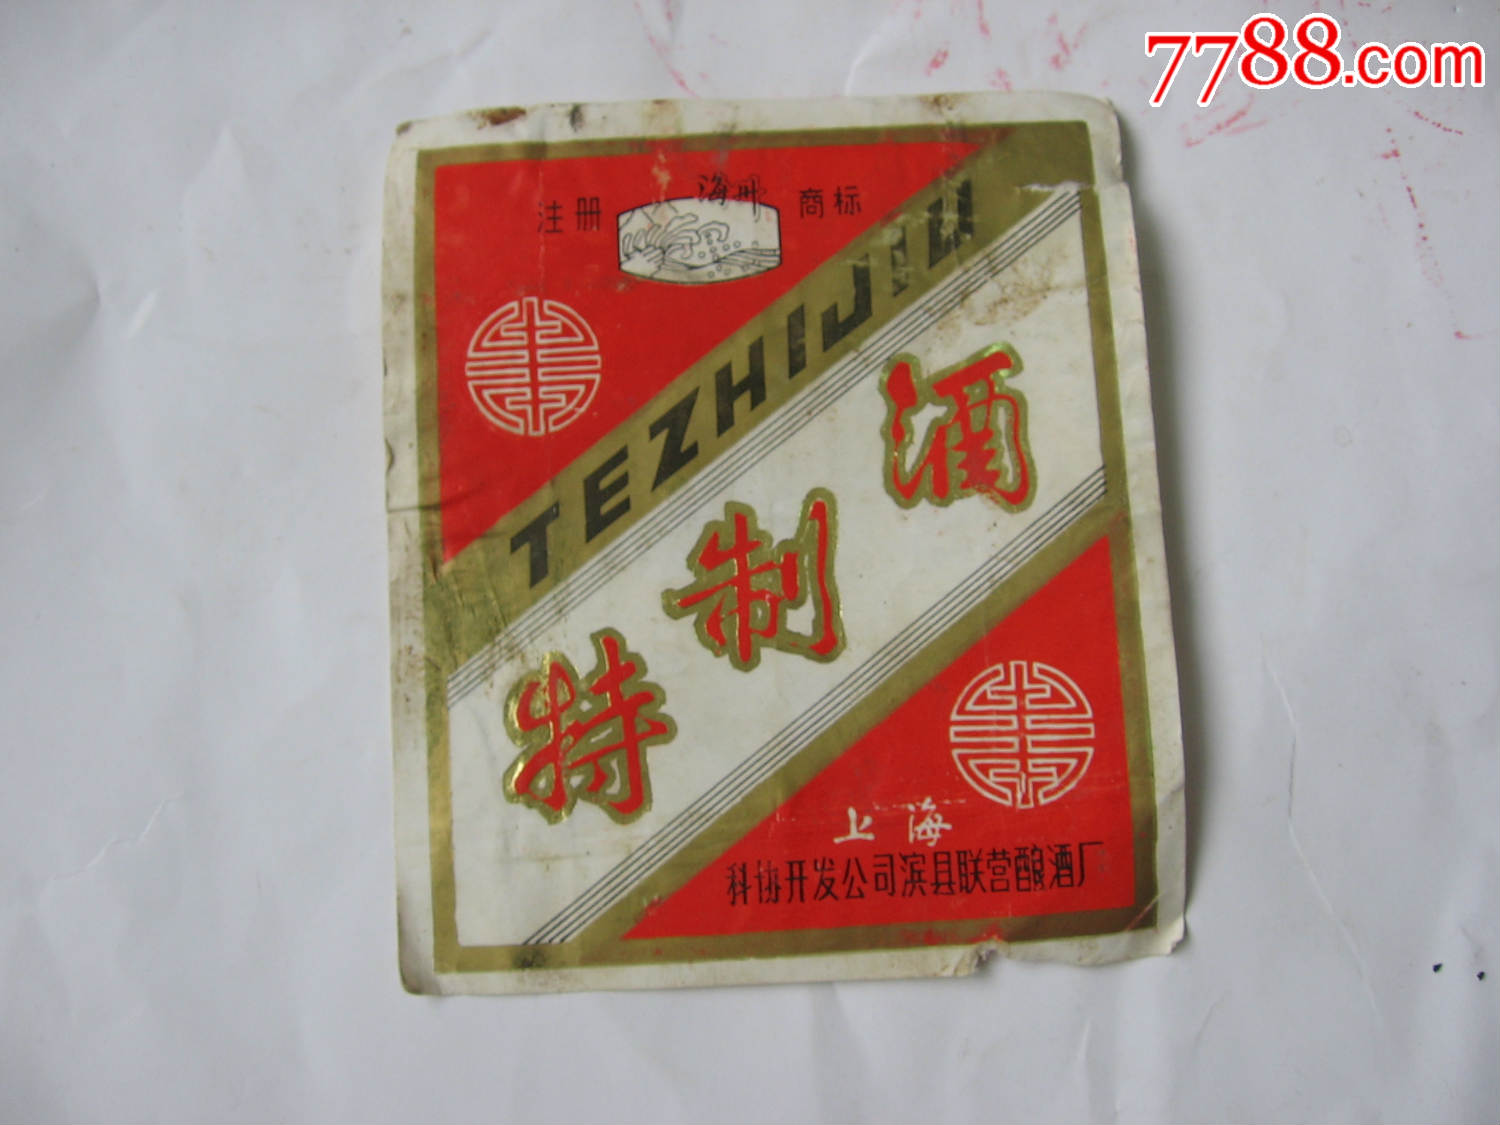 7788.com
注册 海州 商标
TEZHIJIU
特制酒
上海
科协开发公司滨县联营酿酒厂